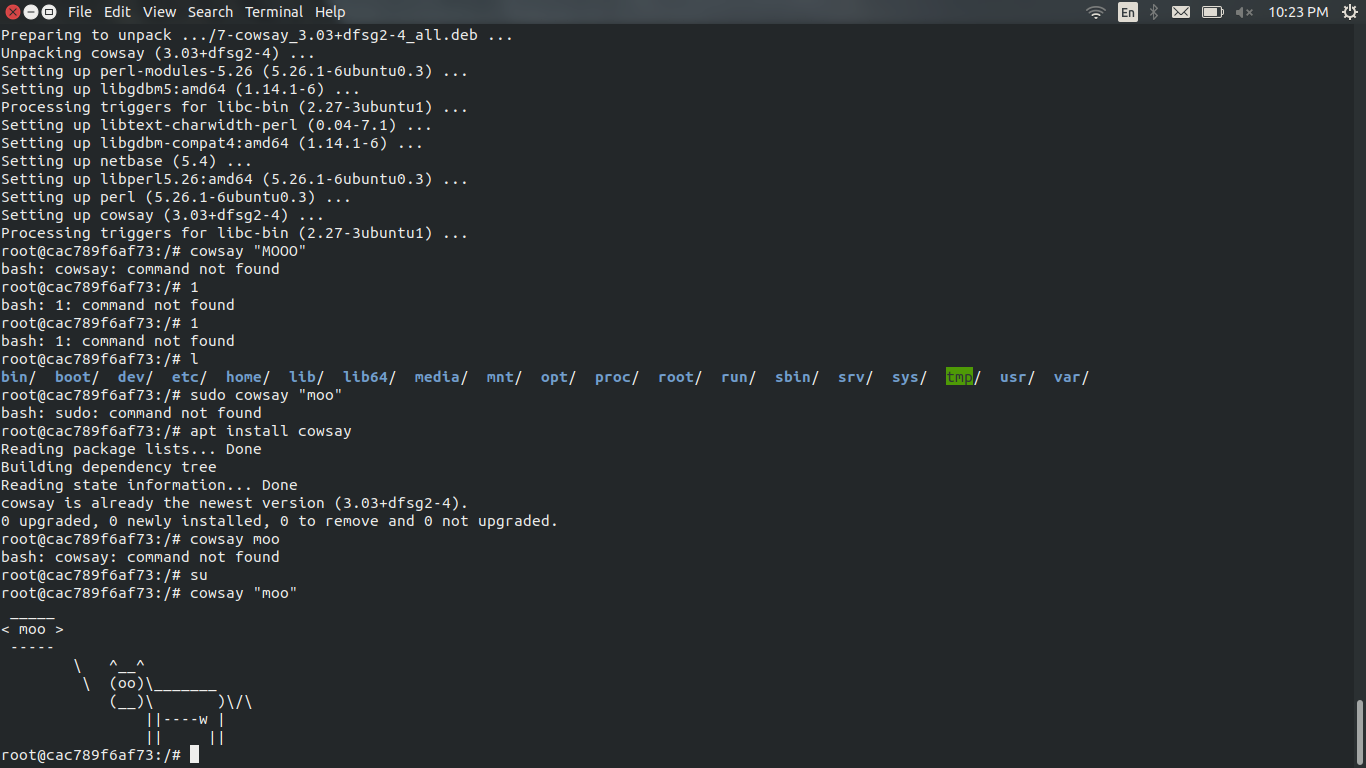 File Edit View Search Terminal Help En 10:23 PM
Preparing to unpack .../7-cowsay_3.03+dfsg2-4_all.deb ...
Unpacking cowsay (3.03+dfsg2-4) ...
Setting up perl-modules-5.26 (5.26.1-6ubuntu0.3) ...
Setting up libgdbm5:amd64 (1.14.1-6) ...
Processing triggers for libc-bin (2.27-3ubuntu1) ...
Setting up libtext-charwidth-perl (0.04-7.1) ...
Setting up libgdbm-compat4:amd64 (1.14.1-6) ...
Setting up netbase (5.4) ...
Setting up libperl5.26:amd64 (5.26.1-6ubuntu0.3) ...
Setting up perl (5.26.1-6ubuntu0.3) ...
Setting up cowsay (3.03+dfsg2-4) ...
Processing triggers for libc-bin (2.27-3ubuntu1) ...
root@cac789f6af73:/# cowsay "MOOO"
bash: cowsay: command not found
root@cac789f6af73:/# 1
bash: 1: command not found
root@cac789f6af73:/# 1
bash: 1: command not found
root@cac789f6af73:/# l
bin/  boot/  dev/  etc/  home/  lib/  lib64/  media/  mnt/  opt/  proc/  root/  run/  sbin/  srv/  sys/  tmp/  usr/  var/
root@cac789f6af73:/# sudo cowsay "moo"
bash: sudo: command not found
root@cac789f6af73:/# apt install cowsay
Reading package lists... Done
Building dependency tree
Reading state information... Done
cowsay is already the newest version (3.03+dfsg2-4).
0 upgraded, 0 newly installed, 0 to remove and 0 not upgraded.
root@cac789f6af73:/# cowsay moo
bash: cowsay: command not found
root@cac789f6af73:/# su
root@cac789f6af73:/# cowsay "moo"
 _____
< moo >
 -----
        \   ^__^
         \  (oo)\_______
            (__)\       )\/\
                ||----w |
                ||     ||
root@cac789f6af73:/#